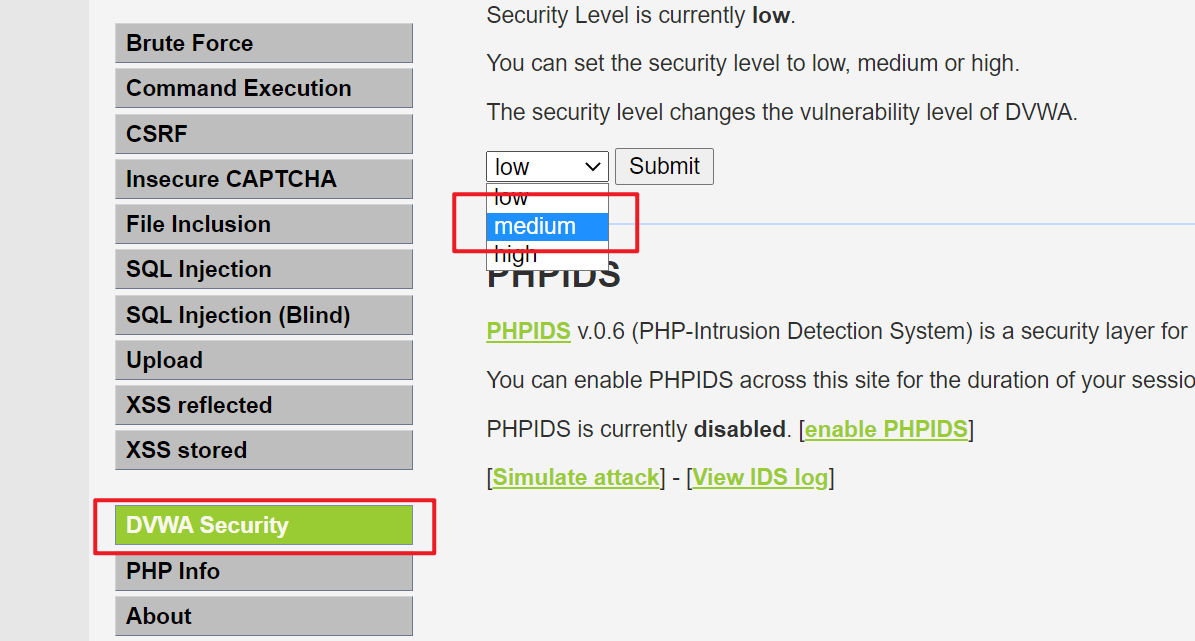 Brute Force
Command Execution
CSRF
Insecure CAPTCHA
File Inclusion
SQL Injection
SQL Injection (Blind)
Upload
XSS reflected
XSS stored
DVWA Security
PHP Info
About
Security Level is currently low.
You can set the security level to low, medium or high.
The security level changes the vulnerability level of DVWA.
low Submit
low
medium
high
PHPIDS
PHPIDS v.0.6 (PHP-Intrusion Detection System) is a security layer for
You can enable PHPIDS across this site for the duration of your sessio
PHPIDS is currently disabled. [enable PHPIDS]
[Simulate attack] - [View IDS log]